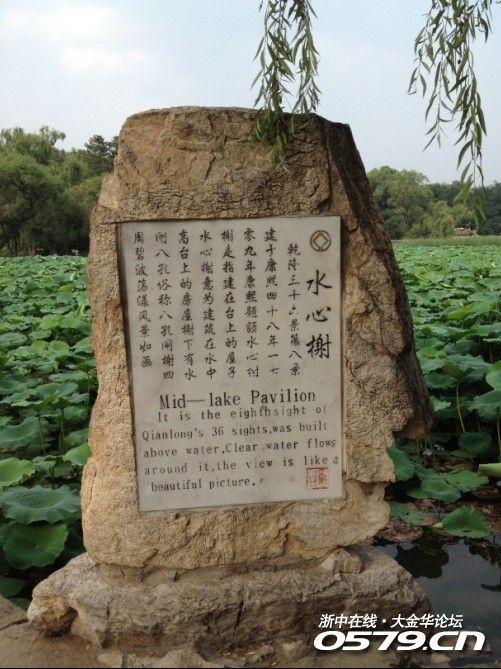 水心榭
乾隆三十六景第八景
建于康熙四十八年一七
零九年康熙题额水心榭
榭是指建在台上的屋子
水心榭意为建筑在水中
高台上的房屋榭下有水
闸八孔俗称八孔闸榭四
周碧波荡漾风景如画
Mid—lake Pavilion
It is the eighthsight of
Qianlong's 36 sights,was built
above water.Clear water flows
around it,the view is like a
beautiful picture.
浙中在线·大金华论坛
0579.cn